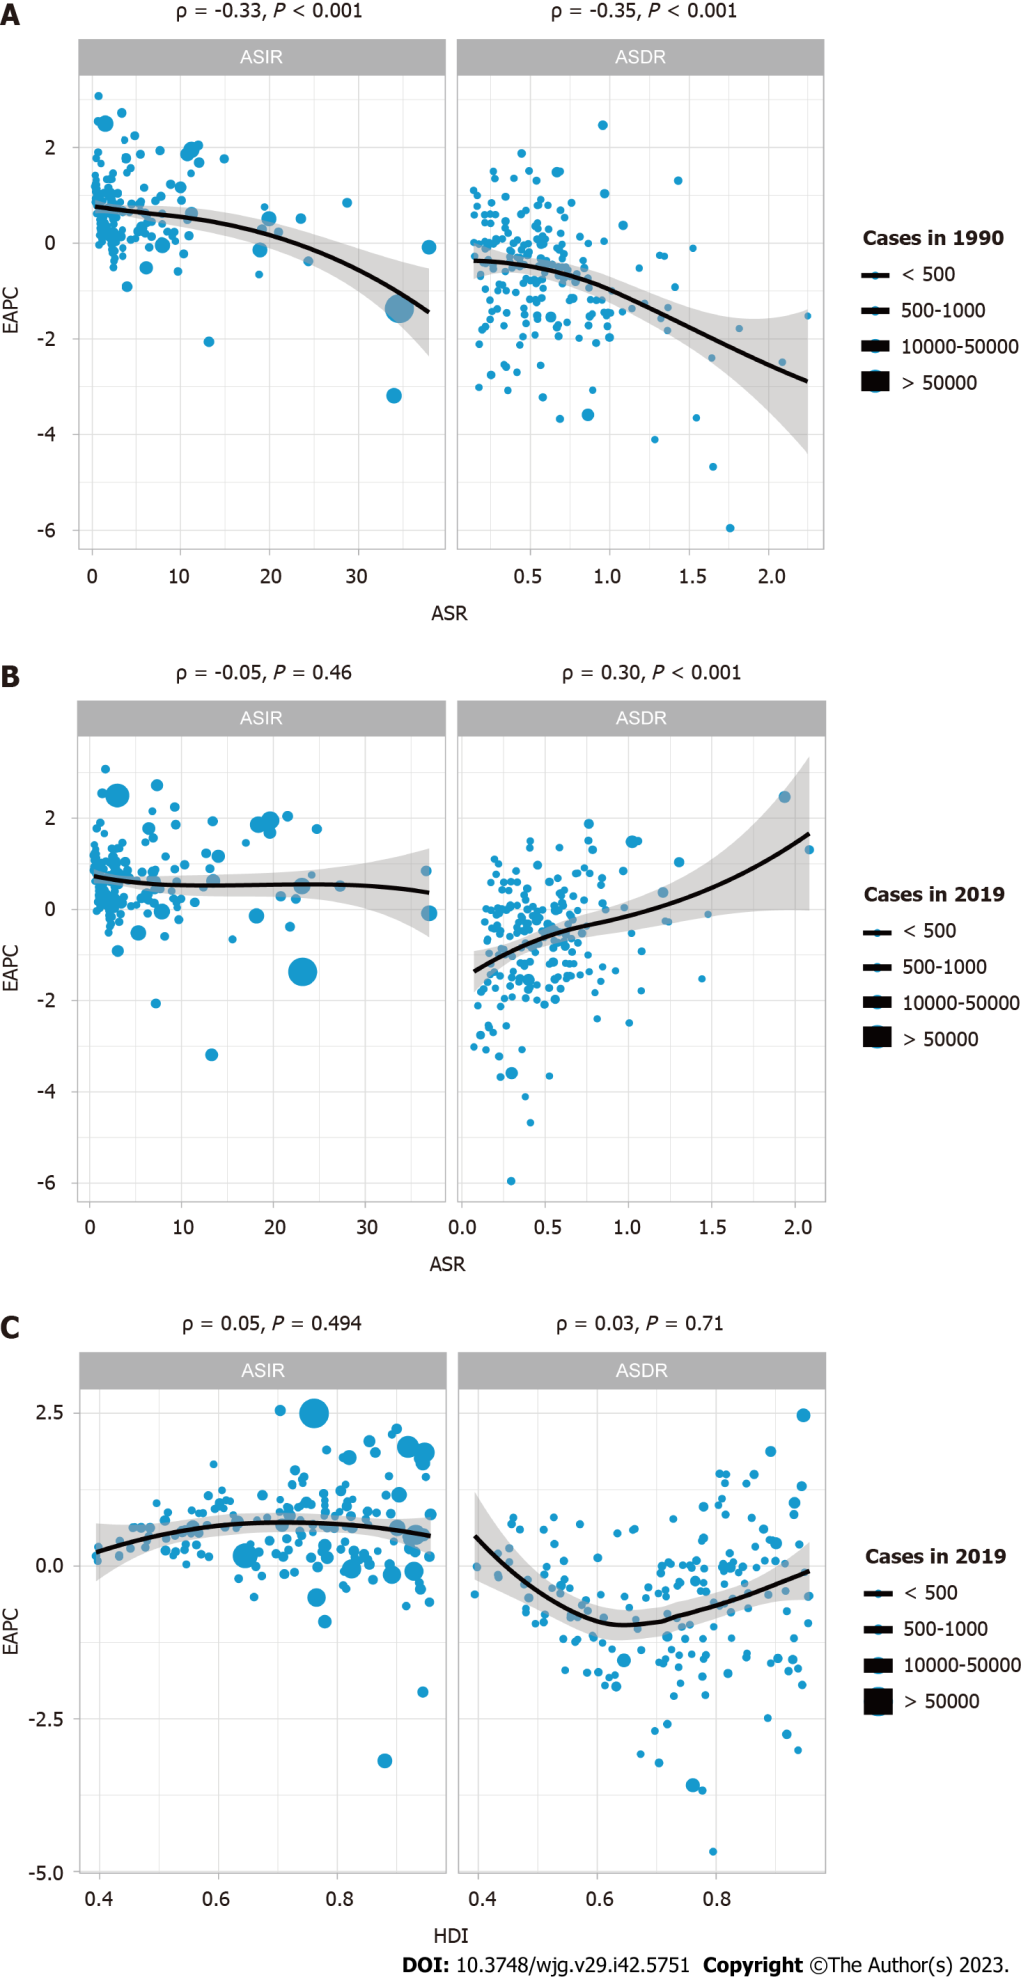 A
ρ = -0.33, P < 0.001
ρ = -0.35, P < 0.001
ASIR
ASDR
2
0
-2
-4
-6
EAPC
0
10
20
30
0.5
1.0
1.5
2.0
ASR
Cases in 1990
< 500
500-1000
10000-50000
> 50000
B
ρ = -0.05, P = 0.46
ρ = 0.30, P < 0.001
ASIR
ASDR
2
0
-2
-4
-6
EAPC
0
10
20
30
0.0
0.5
1.0
1.5
2.0
ASR
Cases in 2019
< 500
500-1000
10000-50000
> 50000
C
ρ = 0.05, P = 0.494
ρ = 0.03, P = 0.71
ASIR
ASDR
2.5
0.0
-2.5
-5.0
EAPC
0.4
0.6
0.8
0.4
0.6
0.8
HDI
Cases in 2019
< 500
500-1000
10000-50000
> 50000
DOI: 10.3748/wjg.v29.i42.5751 Copyright ©The Author(s) 2023.